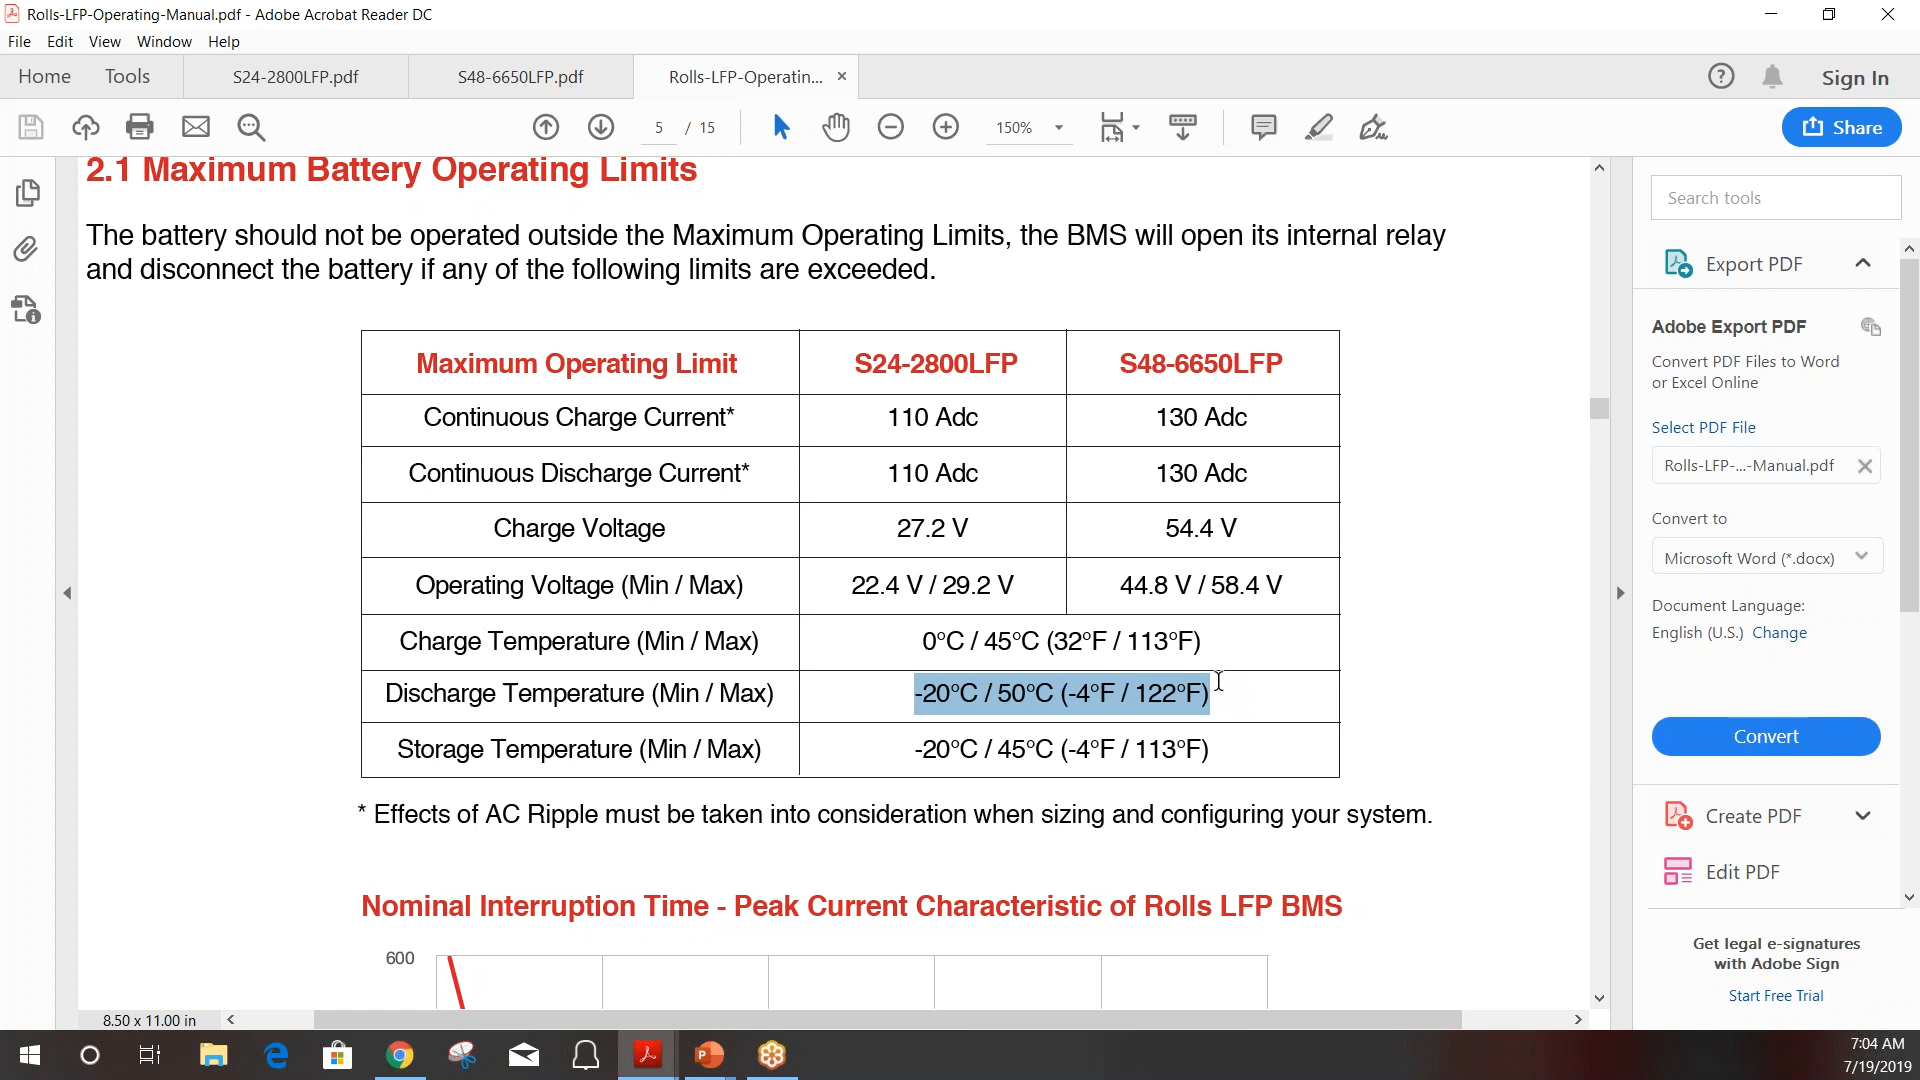 Rolls-LFP-Operating-Manual.pdf - Adobe Acrobat Reader DC
File Edit View Window Help
Home Tools S24-2800LFP.pdf S48-6650LFP.pdf Rolls-LFP-Operatin... × Sign In
5 / 15 150% Share
2.1 Maximum Battery Operating Limits
The battery should not be operated outside the Maximum Operating Limits, the BMS will open its internal relay
and disconnect the battery if any of the following limits are exceeded.
Maximum Operating Limit S24-2800LFP S48-6650LFP
Continuous Charge Current* 110 Adc 130 Adc
Continuous Discharge Current* 110 Adc 130 Adc
Charge Voltage 27.2 V 54.4 V
Operating Voltage (Min / Max) 22.4 V / 29.2 V 44.8 V / 58.4 V
Charge Temperature (Min / Max) 0°C / 45°C (32°F / 113°F)
Discharge Temperature (Min / Max) -20°C / 50°C (-4°F / 122°F)
Storage Temperature (Min / Max) -20°C / 45°C (-4°F / 113°F)
* Effects of AC Ripple must be taken into consideration when sizing and configuring your system.
Nominal Interruption Time - Peak Current Characteristic of Rolls LFP BMS
600
8.50 x 11.00 in
Search tools
Export PDF
Adobe Export PDF
Convert PDF Files to Word
or Excel Online
Select PDF File
Rolls-LFP-...-Manual.pdf
Convert to
Microsoft Word (*.docx)
Document Language:
English (U.S.) Change
Convert
Create PDF
Edit PDF
Get legal e-signatures
with Adobe Sign
Start Free Trial
7:04 AM
7/19/2019